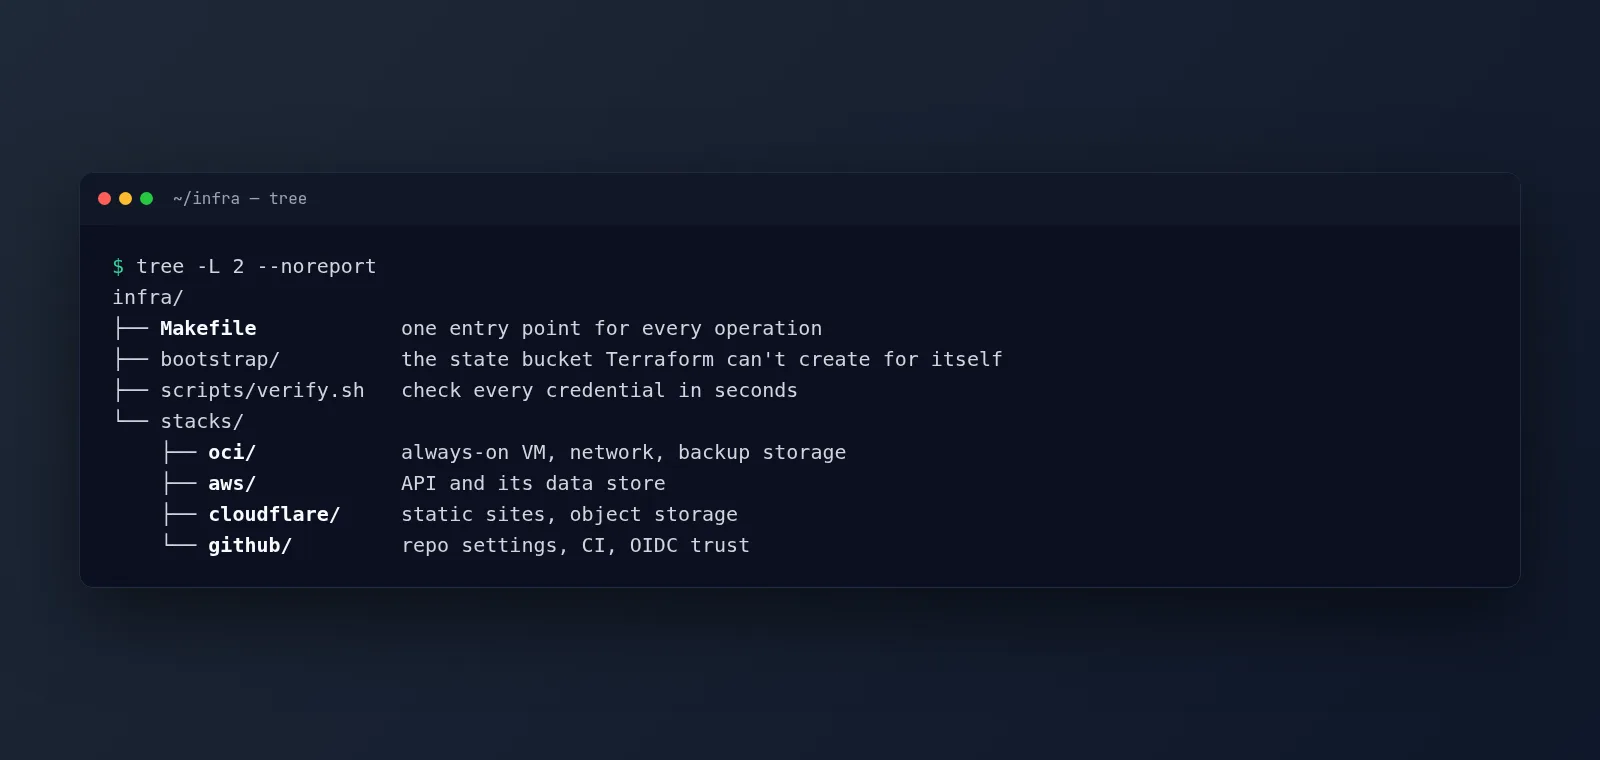 ~/infra — tree
$ tree -L 2 --noreport
infra/
├── Makefile            one entry point for every operation
├── bootstrap/          the state bucket Terraform can't create for itself
├── scripts/verify.sh   check every credential in seconds
└── stacks/
    ├── oci/            always-on VM, network, backup storage
    ├── aws/            API and its data store
    ├── cloudflare/     static sites, object storage
    └── github/         repo settings, CI, OIDC trust